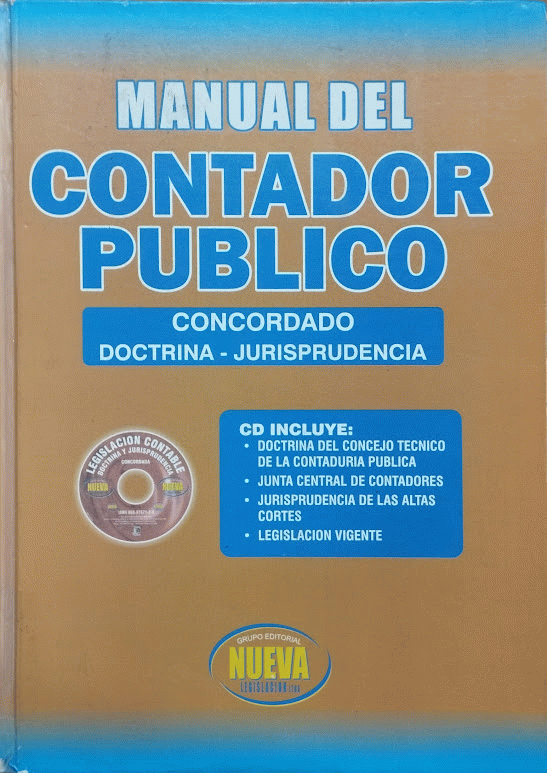 MANUAL DEL
CONTADOR
PUBLICO
CONCORDADO
DOCTRINA - JURISPRUDENCIA
CD INCLUYE:
• DOCTRINA DEL CONCEJO TECNICO
DE LA CONTADURIA PUBLICA
• JUNTA CENTRAL DE CONTADORES
• JURISPRUDENCIA DE LAS ALTAS
CORTES
• LEGISLACION VIGENTE
LEGISLACION CONTABLE
DOCTRINA Y JURISPRUDENCIA
CONCORDADA
NUEVA
NUEVA
GRUPO EDITORIAL
NUEVA
LEGISLACION LTDA